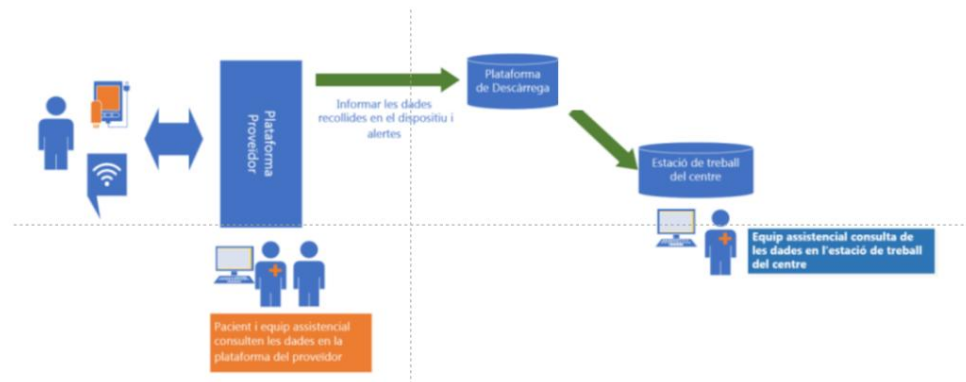 Plataforma
Proveïdor
Informar les dades
recollides en el dispositiu i
alertes
Plataforma
de Descàrrega
Estació de treball
del centre
Equip assistencial consulta de
les dades en l'estació de treball
del centre
Pacient i equip assistencial
consulten les dades en la
plataforma del proveïdor